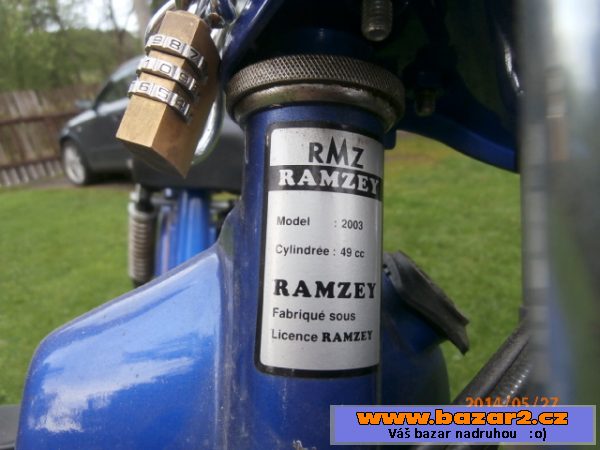 RMZ
RAMZEY
Model : 2003
Cylindrée : 49 cc
RAMZEY
Fabriqué sous
Licence RAMZEY
2014/05/27
www.bazar2.cz
Váš bazar nadruhou :o)